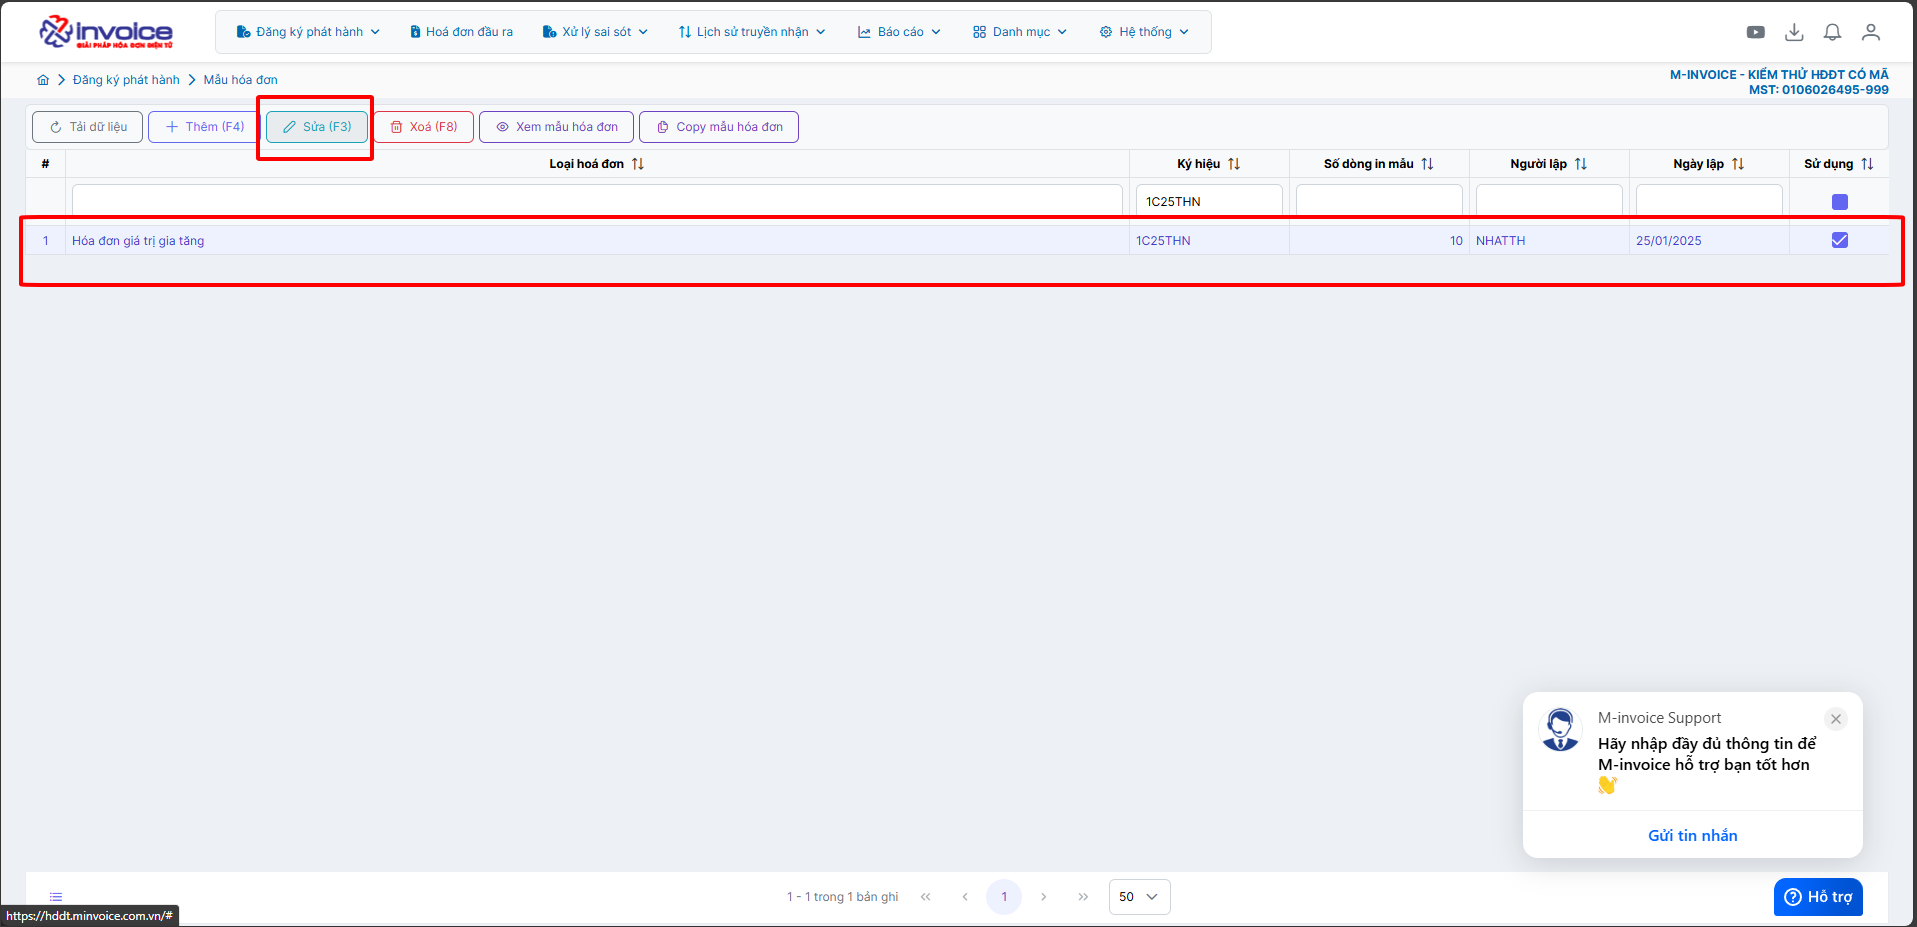 invoice
GIẢI PHÁP HÓA ĐƠN ĐIỆN TỬ
Đăng ký phát hành
Hoá đơn đầu ra
Xử lý sai sót
Lịch sử truyền nhận
Báo cáo
Danh mục
Hệ thống
Đăng ký phát hành
Mẫu hóa đơn
M-INVOICE - KIỂM THỬ HĐĐT CÓ MÃ
MST: 0106026495-999
Tải dữ liệu
Thêm (F4)
Sửa (F3)
Xoá (F8)
Xem mẫu hóa đơn
Copy mẫu hóa đơn
# Loại hoá đơn Ký hiệu Số dòng in mẫu Người lập Ngày lập Sử dụng
1C25THN
1 Hóa đơn giá trị gia tăng 1C25THN 10 NHATTH 25/01/2025
M-invoice Support
Hãy nhập đầy đủ thông tin để
M-invoice hỗ trợ bạn tốt hơn
👋
Gửi tin nhắn
1 - 1 trong 1 bản ghi « ‹ 1 › » 50
Hỗ trợ
https://hddt.minvoice.com.vn/#